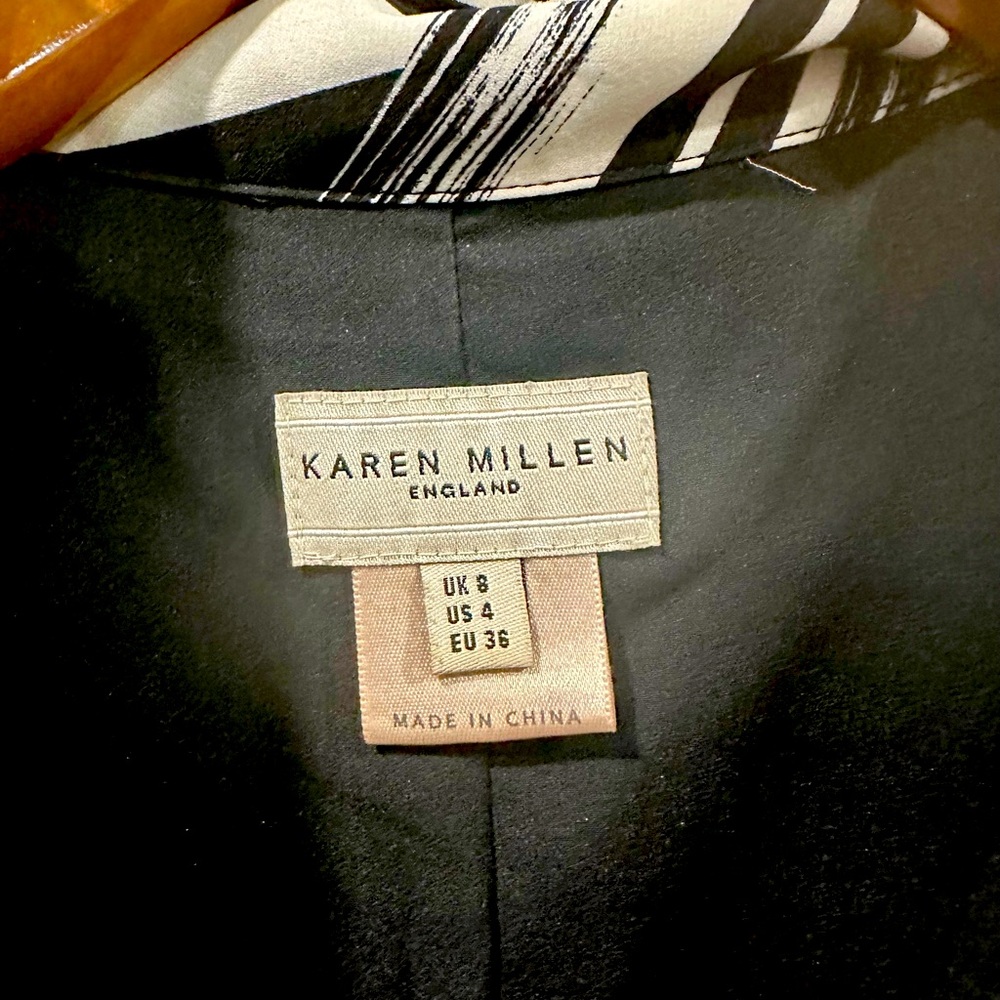 KAREN MILLEN
ENGLAND
UK 8
US 4
EU 36
MADE IN CHINA